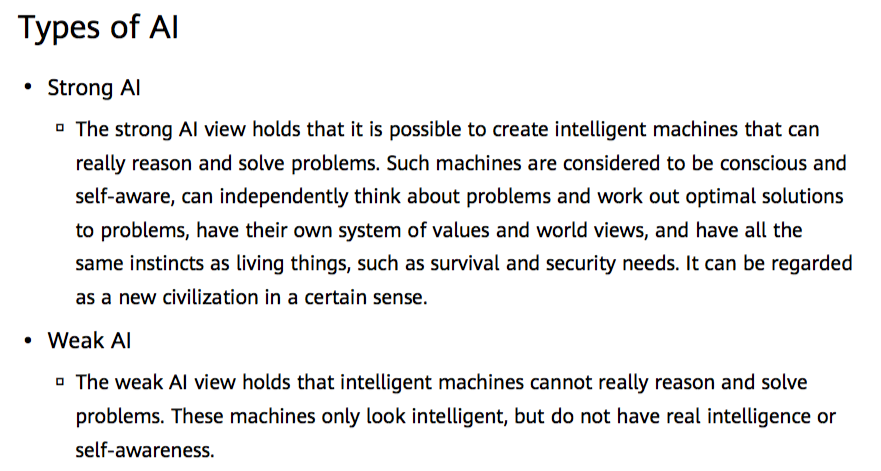 Types of AI
• Strong AI
▫ The strong AI view holds that it is possible to create intelligent machines that can
really reason and solve problems. Such machines are considered to be conscious and
self-aware, can independently think about problems and work out optimal solutions
to problems, have their own system of values and world views, and have all the
same instincts as living things, such as survival and security needs. It can be regarded
as a new civilization in a certain sense.
• Weak AI
▫ The weak AI view holds that intelligent machines cannot really reason and solve
problems. These machines only look intelligent, but do not have real intelligence or
self-awareness.